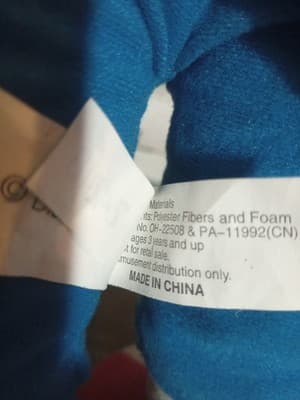 ©
Materials
ts: Polyester Fibers and Foam
No. OH-22508 & PA-11992(CN)
ages 3 years and up
t for retail sale.
musement distribution only.
MADE IN CHINA